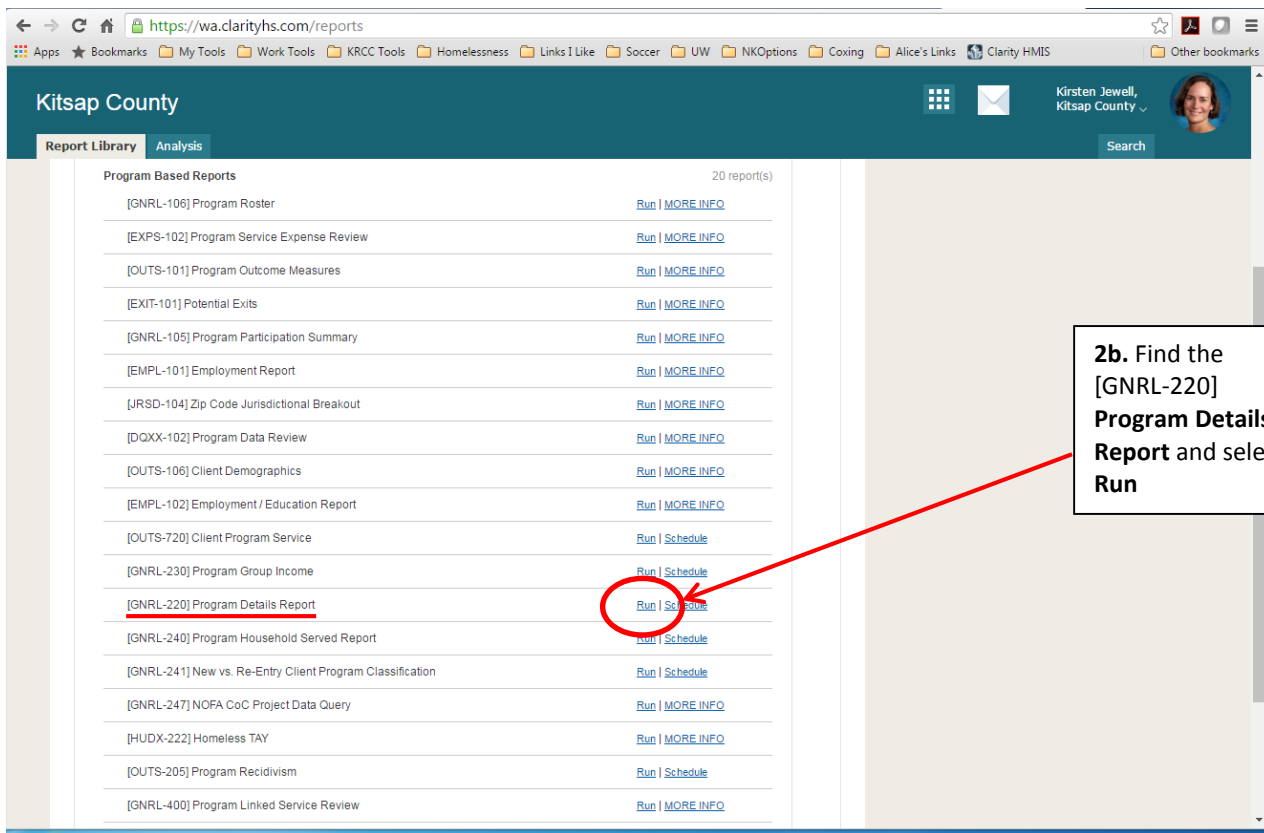 https://wa.clarityhs.com/reports
Apps Bookmarks My Tools Work Tools KRCC Tools Homelessness Links I Like Soccer UW NKOptions Coxing Alice's Links Clarity HMIS Other bookmarks
Kitsap County
Kirsten Jewell,
Kitsap County
Report Library Analysis Search
Program Based Reports 20 report(s)
[GNRL-106] Program Roster Run | MORE INFO
[EXPS-102] Program Service Expense Review Run | MORE INFO
[OUTS-101] Program Outcome Measures Run | MORE INFO
[EXIT-101] Potential Exits Run | MORE INFO
[GNRL-105] Program Participation Summary Run | MORE INFO
[EMPL-101] Employment Report Run | MORE INFO
[JRSD-104] Zip Code Jurisdictional Breakout Run | MORE INFO
[DQXX-102] Program Data Review Run | MORE INFO
[OUTS-106] Client Demographics Run | MORE INFO
[EMPL-102] Employment / Education Report Run | MORE INFO
[OUTS-720] Client Program Service Run | Schedule
[GNRL-230] Program Group Income Run | Schedule
[GNRL-220] Program Details Report Run | Schedule
[GNRL-240] Program Household Served Report Run | Schedule
[GNRL-241] New vs. Re-Entry Client Program Classification Run | Schedule
[GNRL-247] NOFA CoC Project Data Query Run | MORE INFO
[HUDX-222] Homeless TAY Run | MORE INFO
[OUTS-205] Program Recidivism Run | Schedule
[GNRL-400] Program Linked Service Review Run | MORE INFO
2b. Find the
[GNRL-220]
Program Details
Report and sele
Run